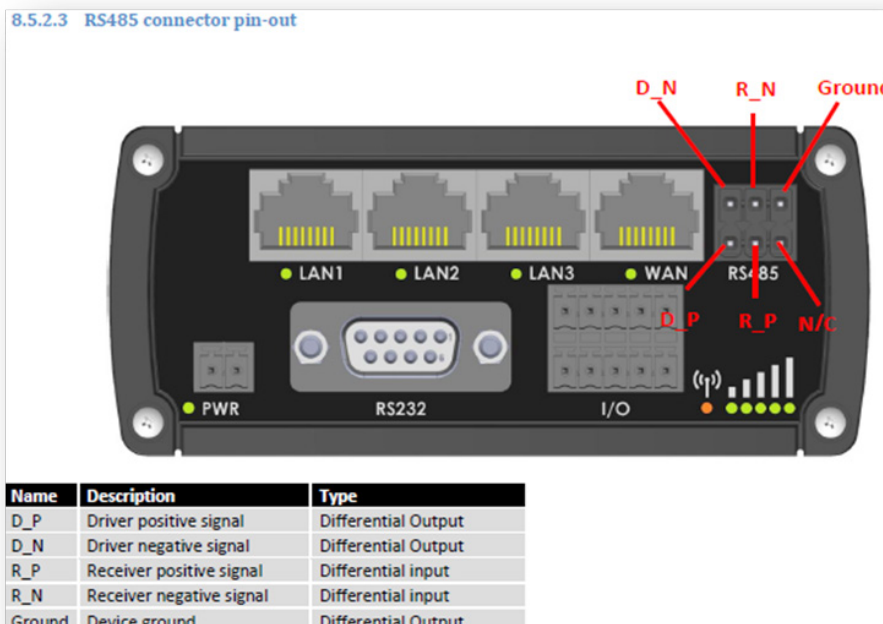 8.5.2.3 RS485 connector pin-out
D_N R_N Ground
LAN1 LAN2 LAN3 WAN RS485
D_P R_P N/C
1
6
PWR RS232 I/O
Name Description Type
D_P Driver positive signal Differential Output
D_N Driver negative signal Differential Output
R_P Receiver positive signal Differential input
R_N Receiver negative signal Differential input
Ground Device ground Differential Output